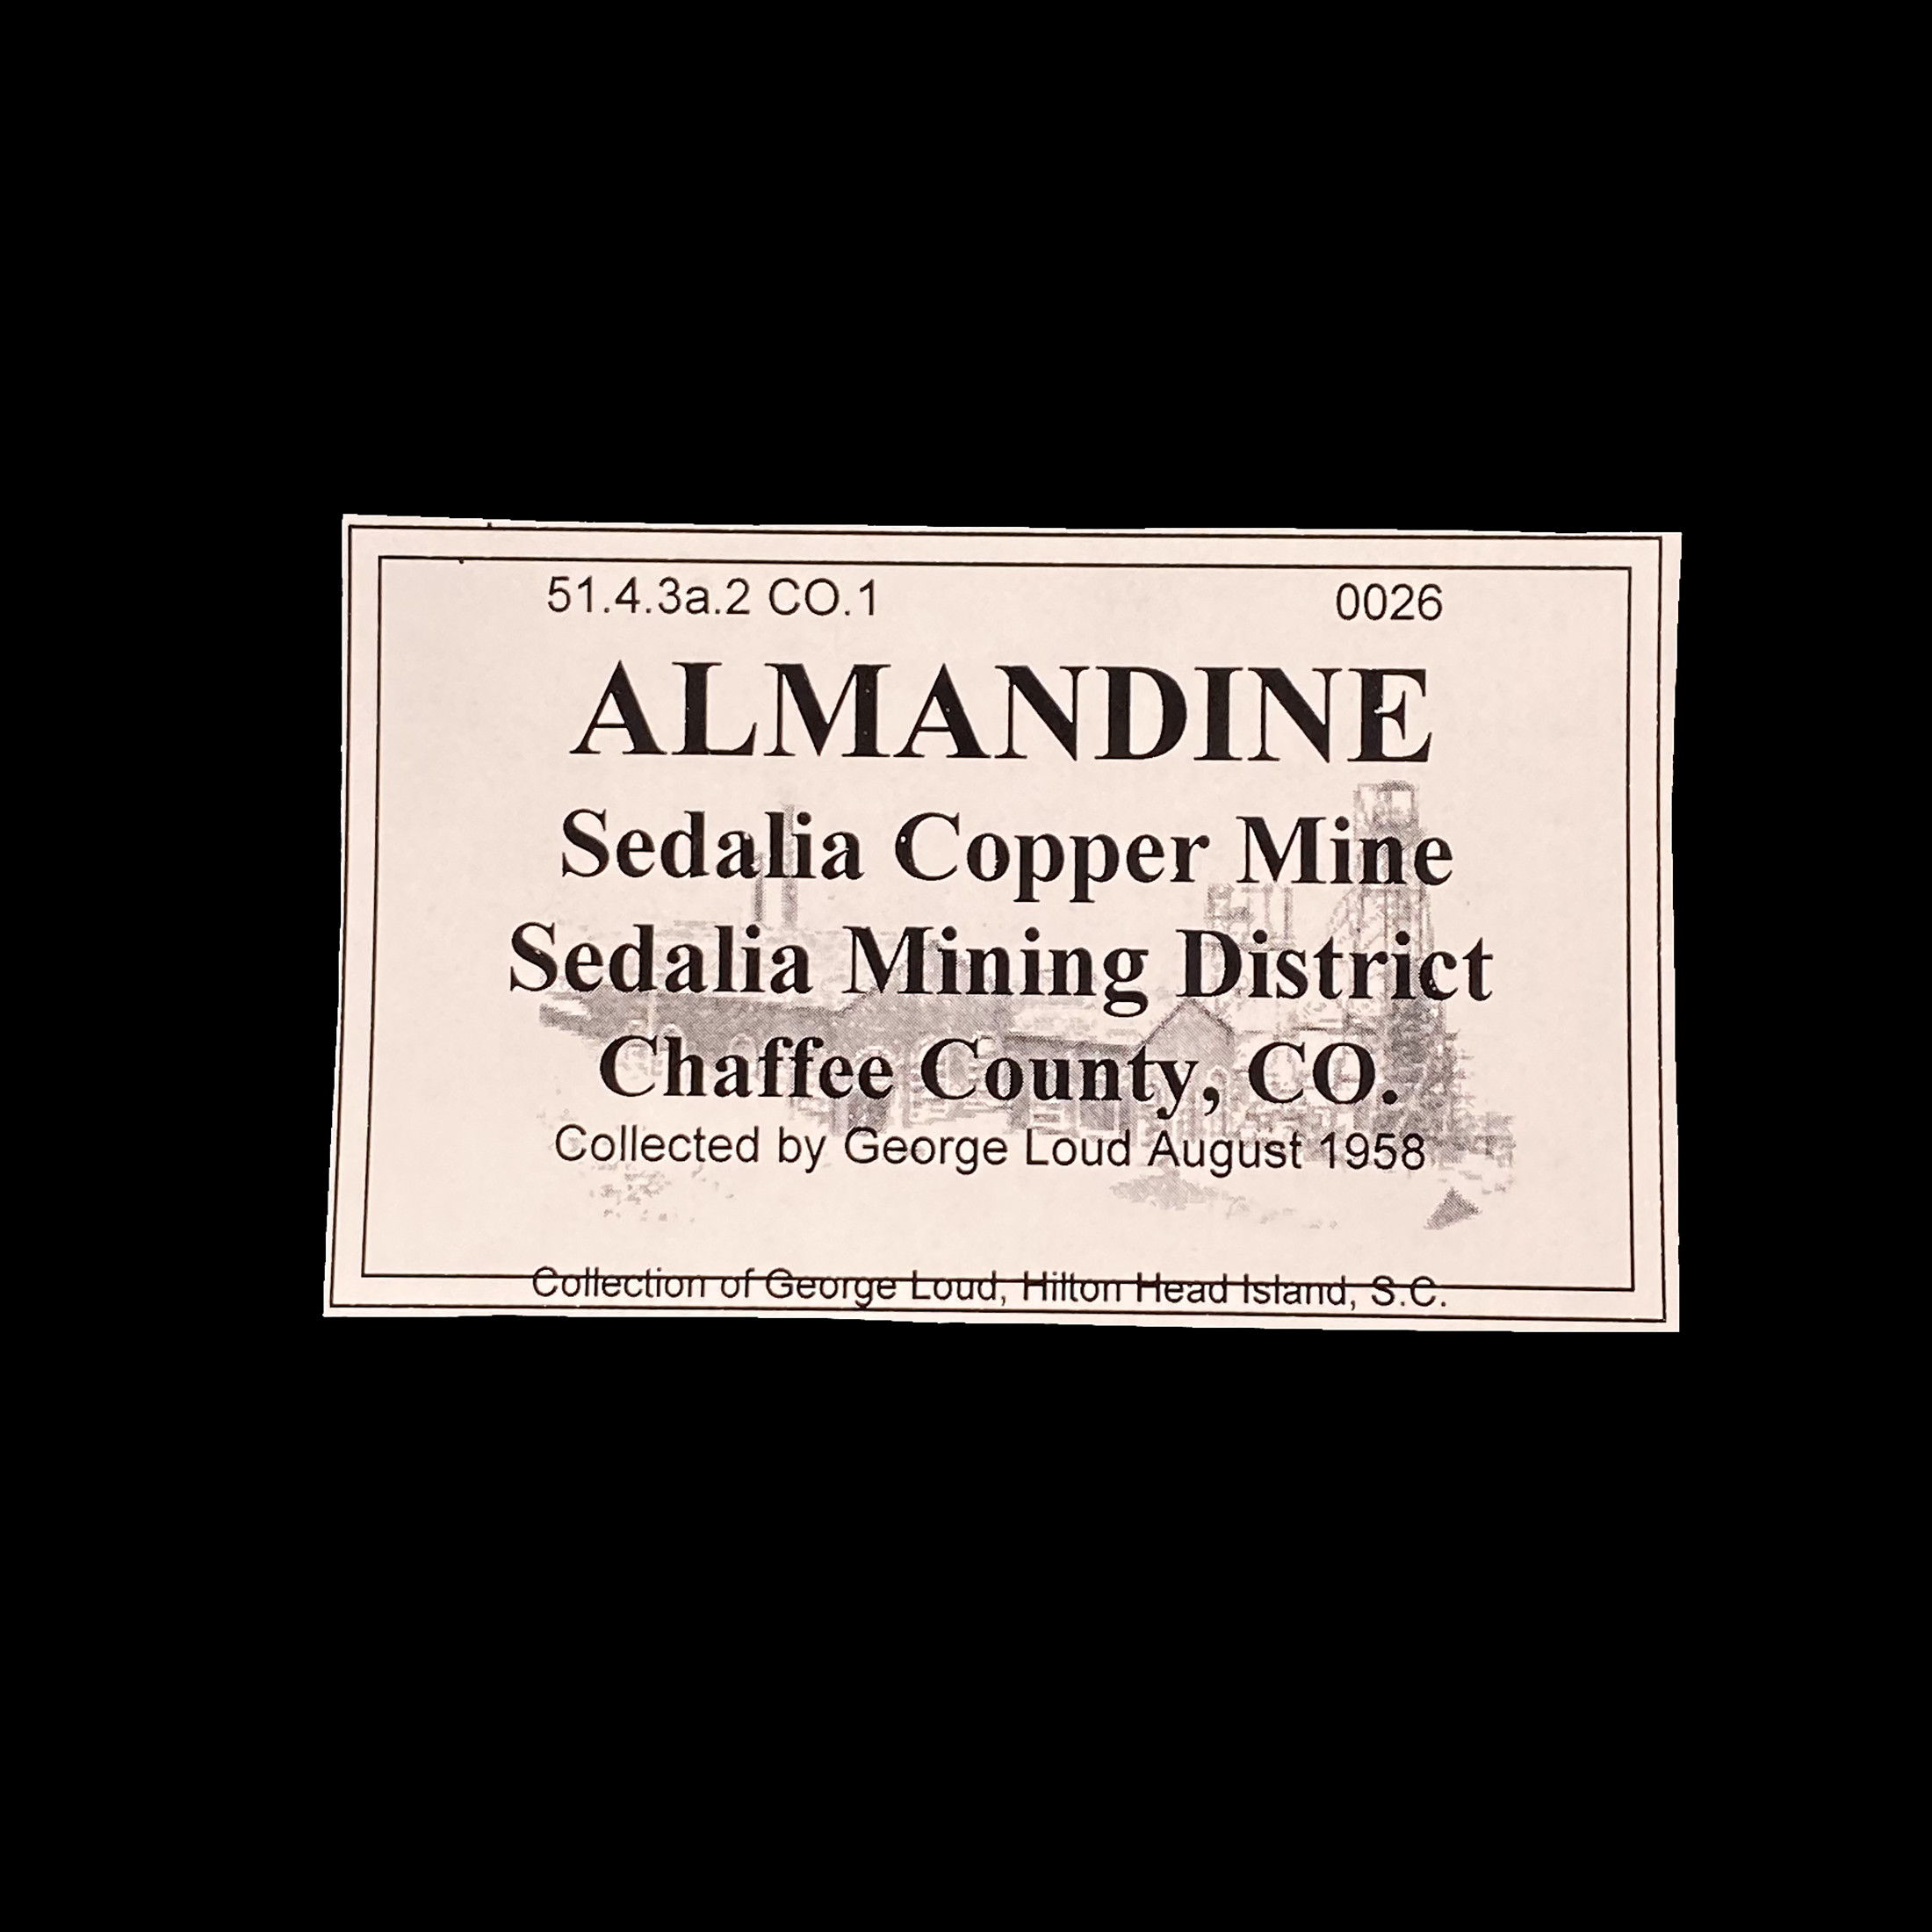 51.4.3a.2 CO.1 0026
ALMANDINE
Sedalia Copper Mine
Sedalia Mining District
Chaffee County, CO.
Collected by George Loud August 1958
Collection of George Loud, Hilton Head Island, S.C.